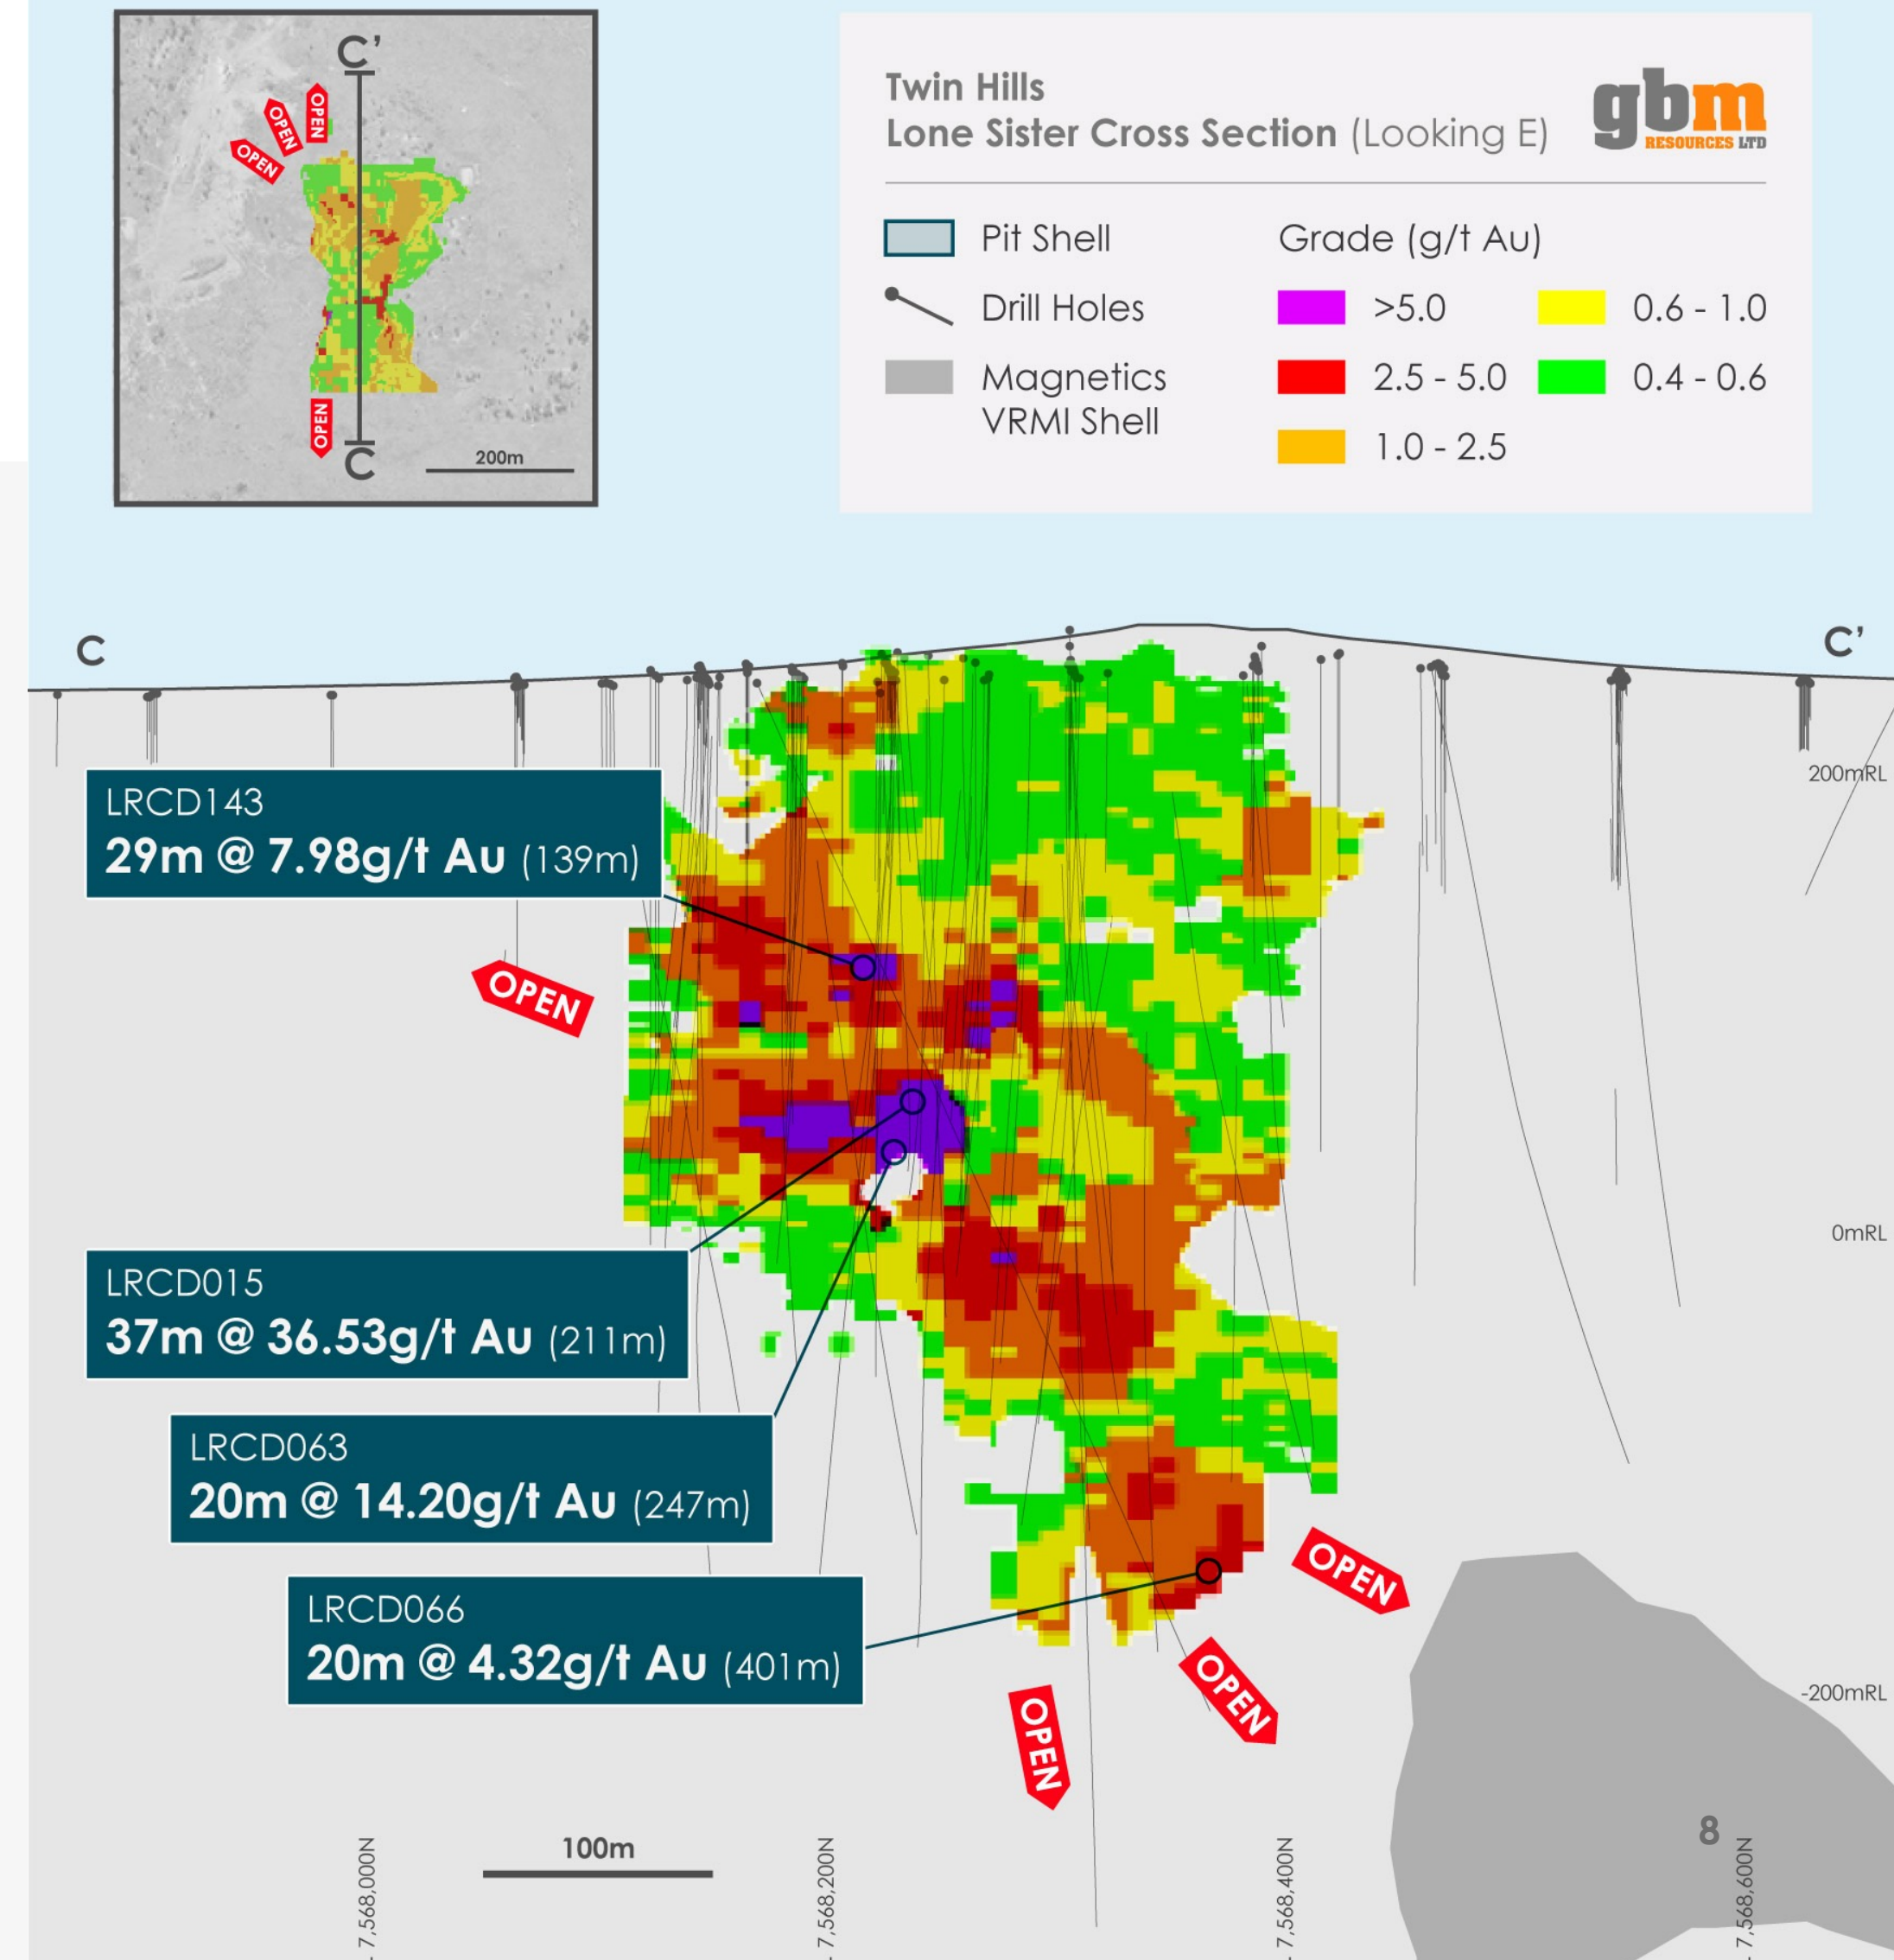 C'
OPEN
OPEN
OPEN
OPEN
C
200m
Twin Hills
Lone Sister Cross Section (Looking E)
gbm
RESOURCES LTD
Pit Shell
Drill Holes
Magnetics
VRMI Shell
Grade (g/t Au)
>5.0
2.5 - 5.0
1.0 - 2.5
0.6 - 1.0
0.4 - 0.6
C
C'
200mRL
LRCD143
29m @ 7.98g/t Au (139m)
OPEN
0mRL
LRCD015
37m @ 36.53g/t Au (211m)
LRCD063
20m @ 14.20g/t Au (247m)
OPEN
LRCD066
20m @ 4.32g/t Au (401m)
OPEN
-200mRL
OPEN
100m
8
- 7,568,000N
- 7,568,200N
- 7,568,400N
- 7,568,600N